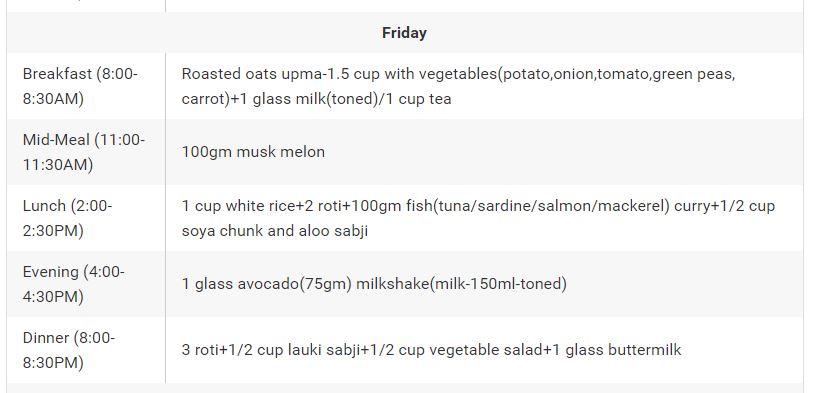 Friday
Breakfast (8:00-
8:30AM)
Roasted oats upma-1.5 cup with vegetables(potato,onion,tomato,green peas,
carrot)+1 glass milk(toned)/1 cup tea
Mid-Meal (11:00-
11:30AM)
100gm musk melon
Lunch (2:00-
2:30PM)
1 cup white rice+2 roti+100gm fish(tuna/sardine/salmon/mackerel) curry+1/2 cup
soya chunk and aloo sabji
Evening (4:00-
4:30PM)
1 glass avocado(75gm) milkshake(milk-150ml-toned)
Dinner (8:00-
8:30PM)
3 roti+1/2 cup lauki sabji+1/2 cup vegetable salad+1 glass buttermilk